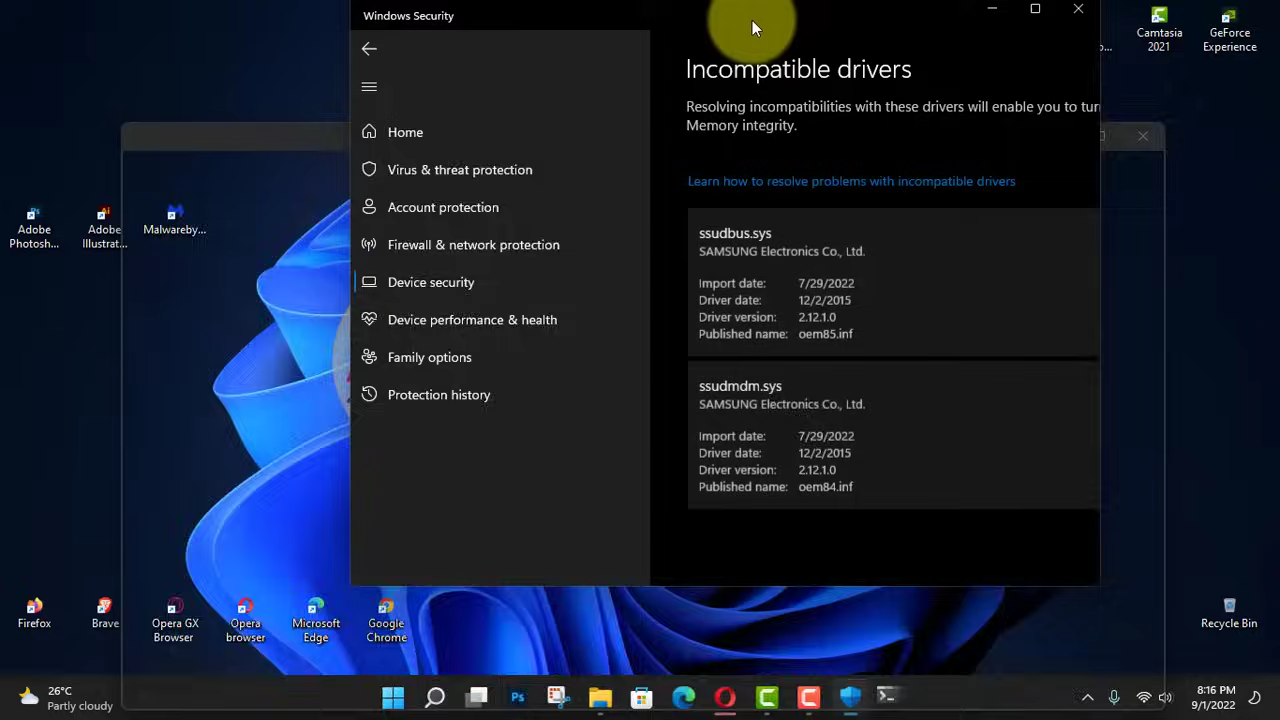 Windows Security
Camtasia
2021
GeForce
Experience
Incompatible drivers
Resolving incompatibilities with these drivers will enable you to tur
Memory integrity.
Learn how to resolve problems with incompatible drivers
Home
Virus & threat protection
Account protection
Firewall & network protection
Device security
Device performance & health
Family options
Protection history
ssudbus.sys
SAMSUNG Electronics Co., Ltd.
Import date: 7/29/2022
Driver date: 12/2/2015
Driver version: 2.12.1.0
Published name: oem85.inf
ssudmdm.sys
SAMSUNG Electronics Co., Ltd.
Import date: 7/29/2022
Driver date: 12/2/2015
Driver version: 2.12.1.0
Published name: oem84.inf
Adobe
Photosh...
Adobe
Illustrat...
Malwareby...
Firefox
Brave
Opera GX
Browser
Opera
browser
Microsoft
Edge
Google
Chrome
Recycle Bin
26°C
Partly cloudy
8:16 PM
9/1/2022